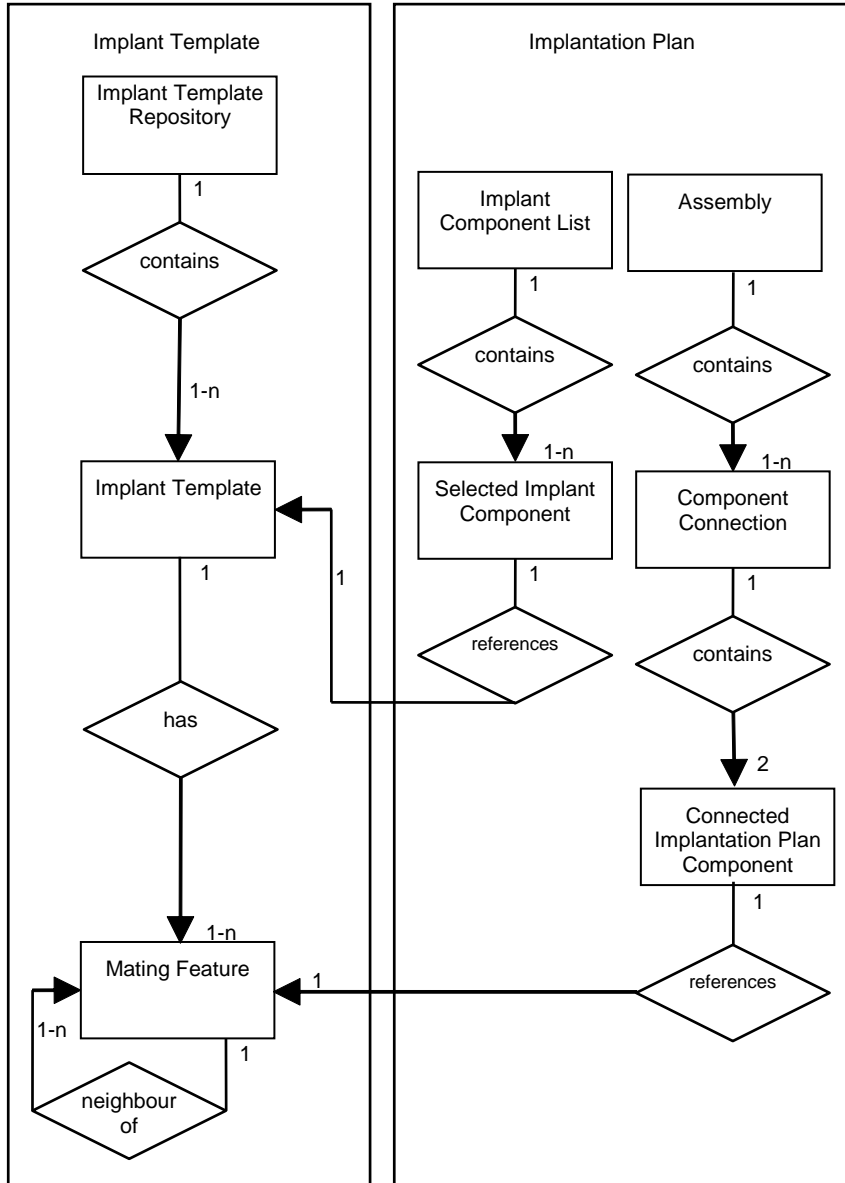 Implant Template
Implant Template
Repository
1
contains
1-n
Implant Template
1
has
1-n
Mating Feature
1-n
1
neighbour
of
Implantation Plan
Implant
Component List
1
contains
1-n
Selected Implant
Component
1
references
1
Assembly
1
contains
1-n
Component
Connection
1
contains
2
Connected
Implantation Plan
Component
1
references
1